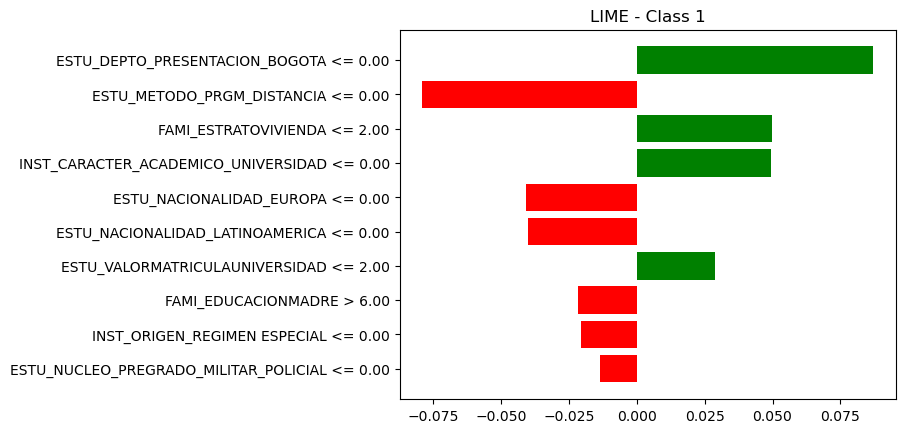 LIME - Class 1
ESTU_DEPTO_PRESENTACION_BOGOTA <= 0.00
ESTU_METODO_PRGM_DISTANCIA <= 0.00
FAMI_ESTRATOVIVIENDA <= 2.00
INST_CARACTER_ACADEMICO_UNIVERSIDAD <= 0.00
ESTU_NACIONALIDAD_EUROPA <= 0.00
ESTU_NACIONALIDAD_LATINOAMERICA <= 0.00
ESTU_VALORMATRICULAUNIVERSIDAD <= 2.00
FAMI_EDUCACIONMADRE > 6.00
INST_ORIGEN_REGIMEN ESPECIAL <= 0.00
ESTU_NUCLEO_PREGRADO_MILITAR_POLICIAL <= 0.00
−0.075 −0.050 −0.025 0.000 0.025 0.050 0.075